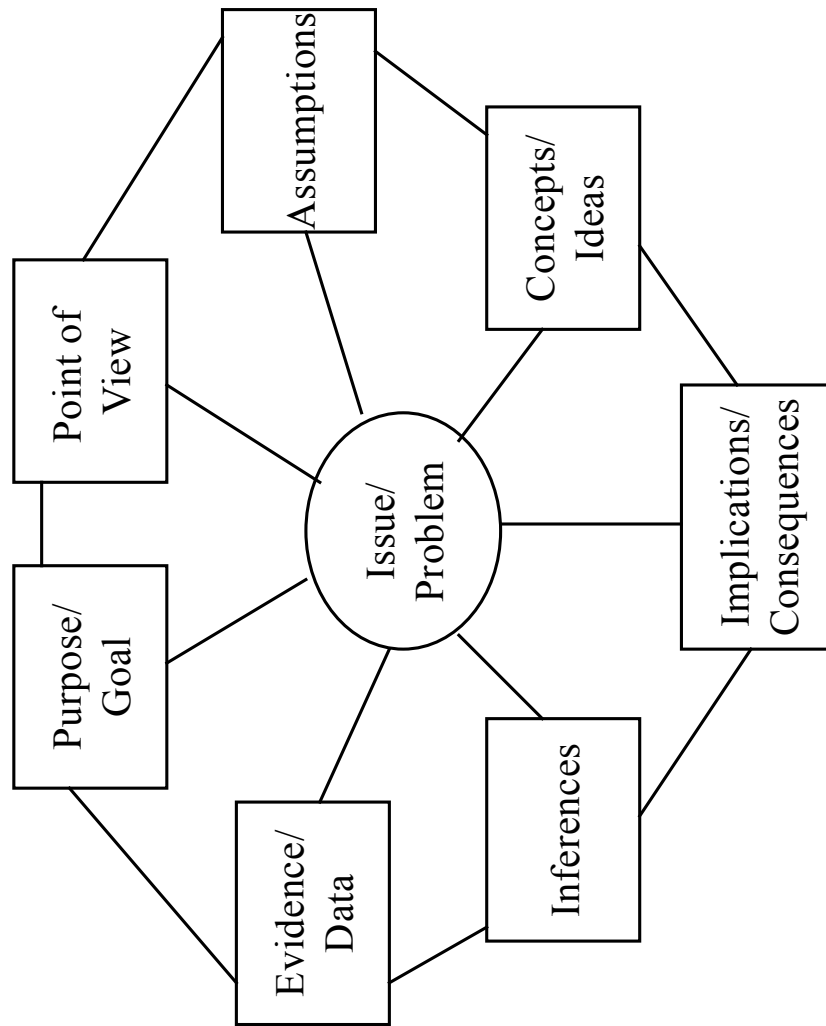 Point of
View
Assumptions
Concepts/
Ideas
Implications/
Consequences
Inferences
Evidence/
Data
Purpose/
Goal
Issue/
Problem